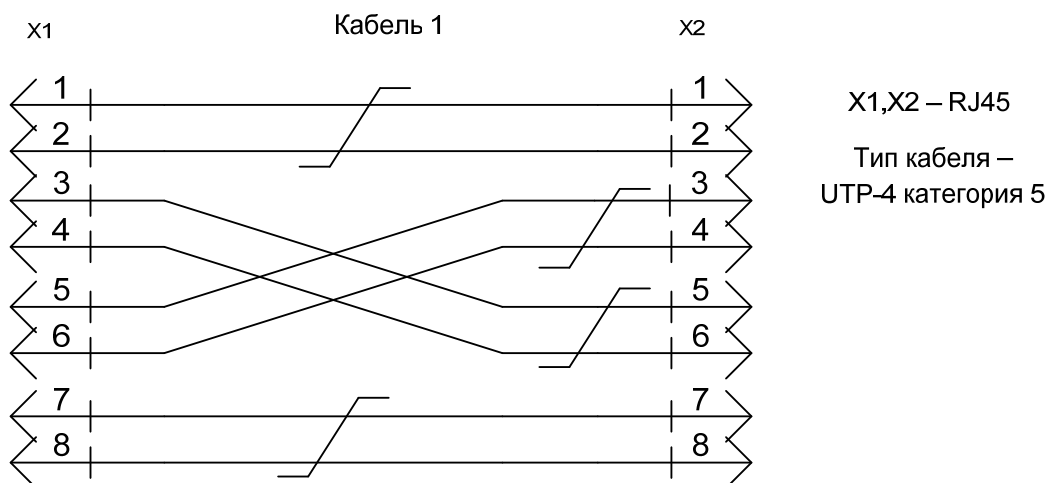 X1 Кабель 1 X2
1 1
2 2
3 3
4 4
5 5
6 6
7 7
8 8
X1,X2 – RJ45
Тип кабеля –
UTP-4 категория 5